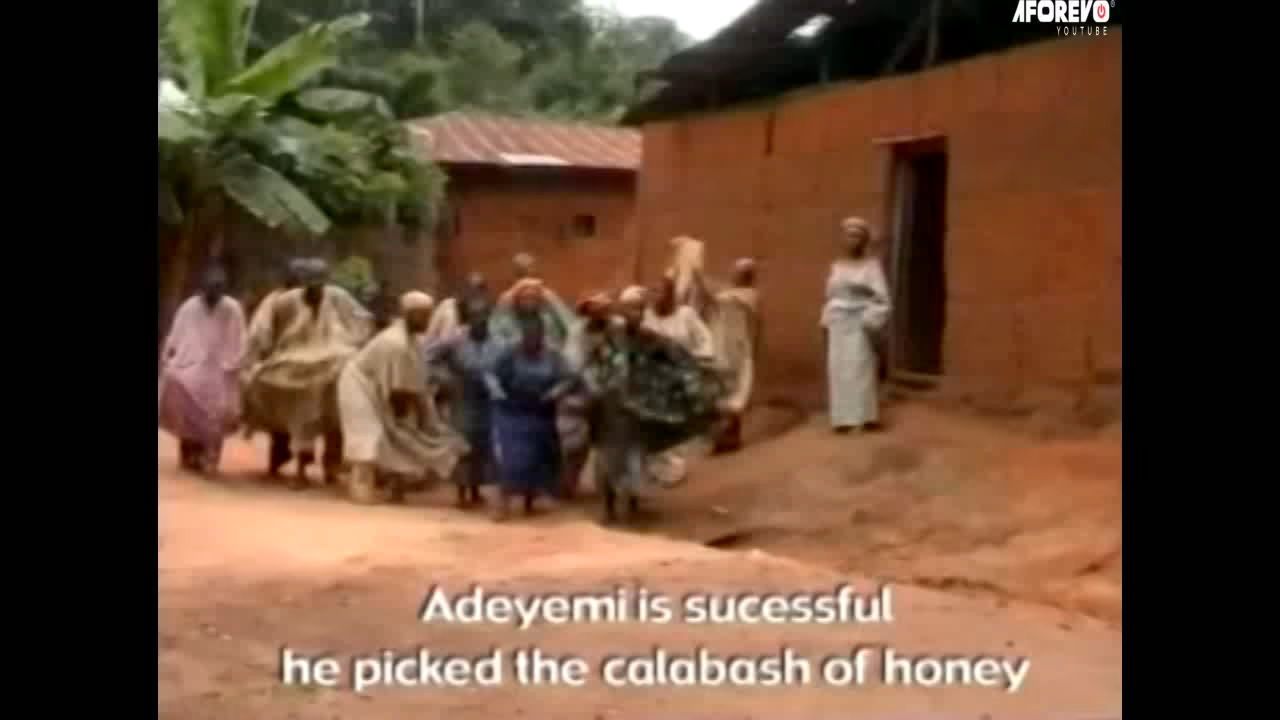 AFOREVO
YOUTUBE
Adeyemi is sucessful
he picked the calabash of honey